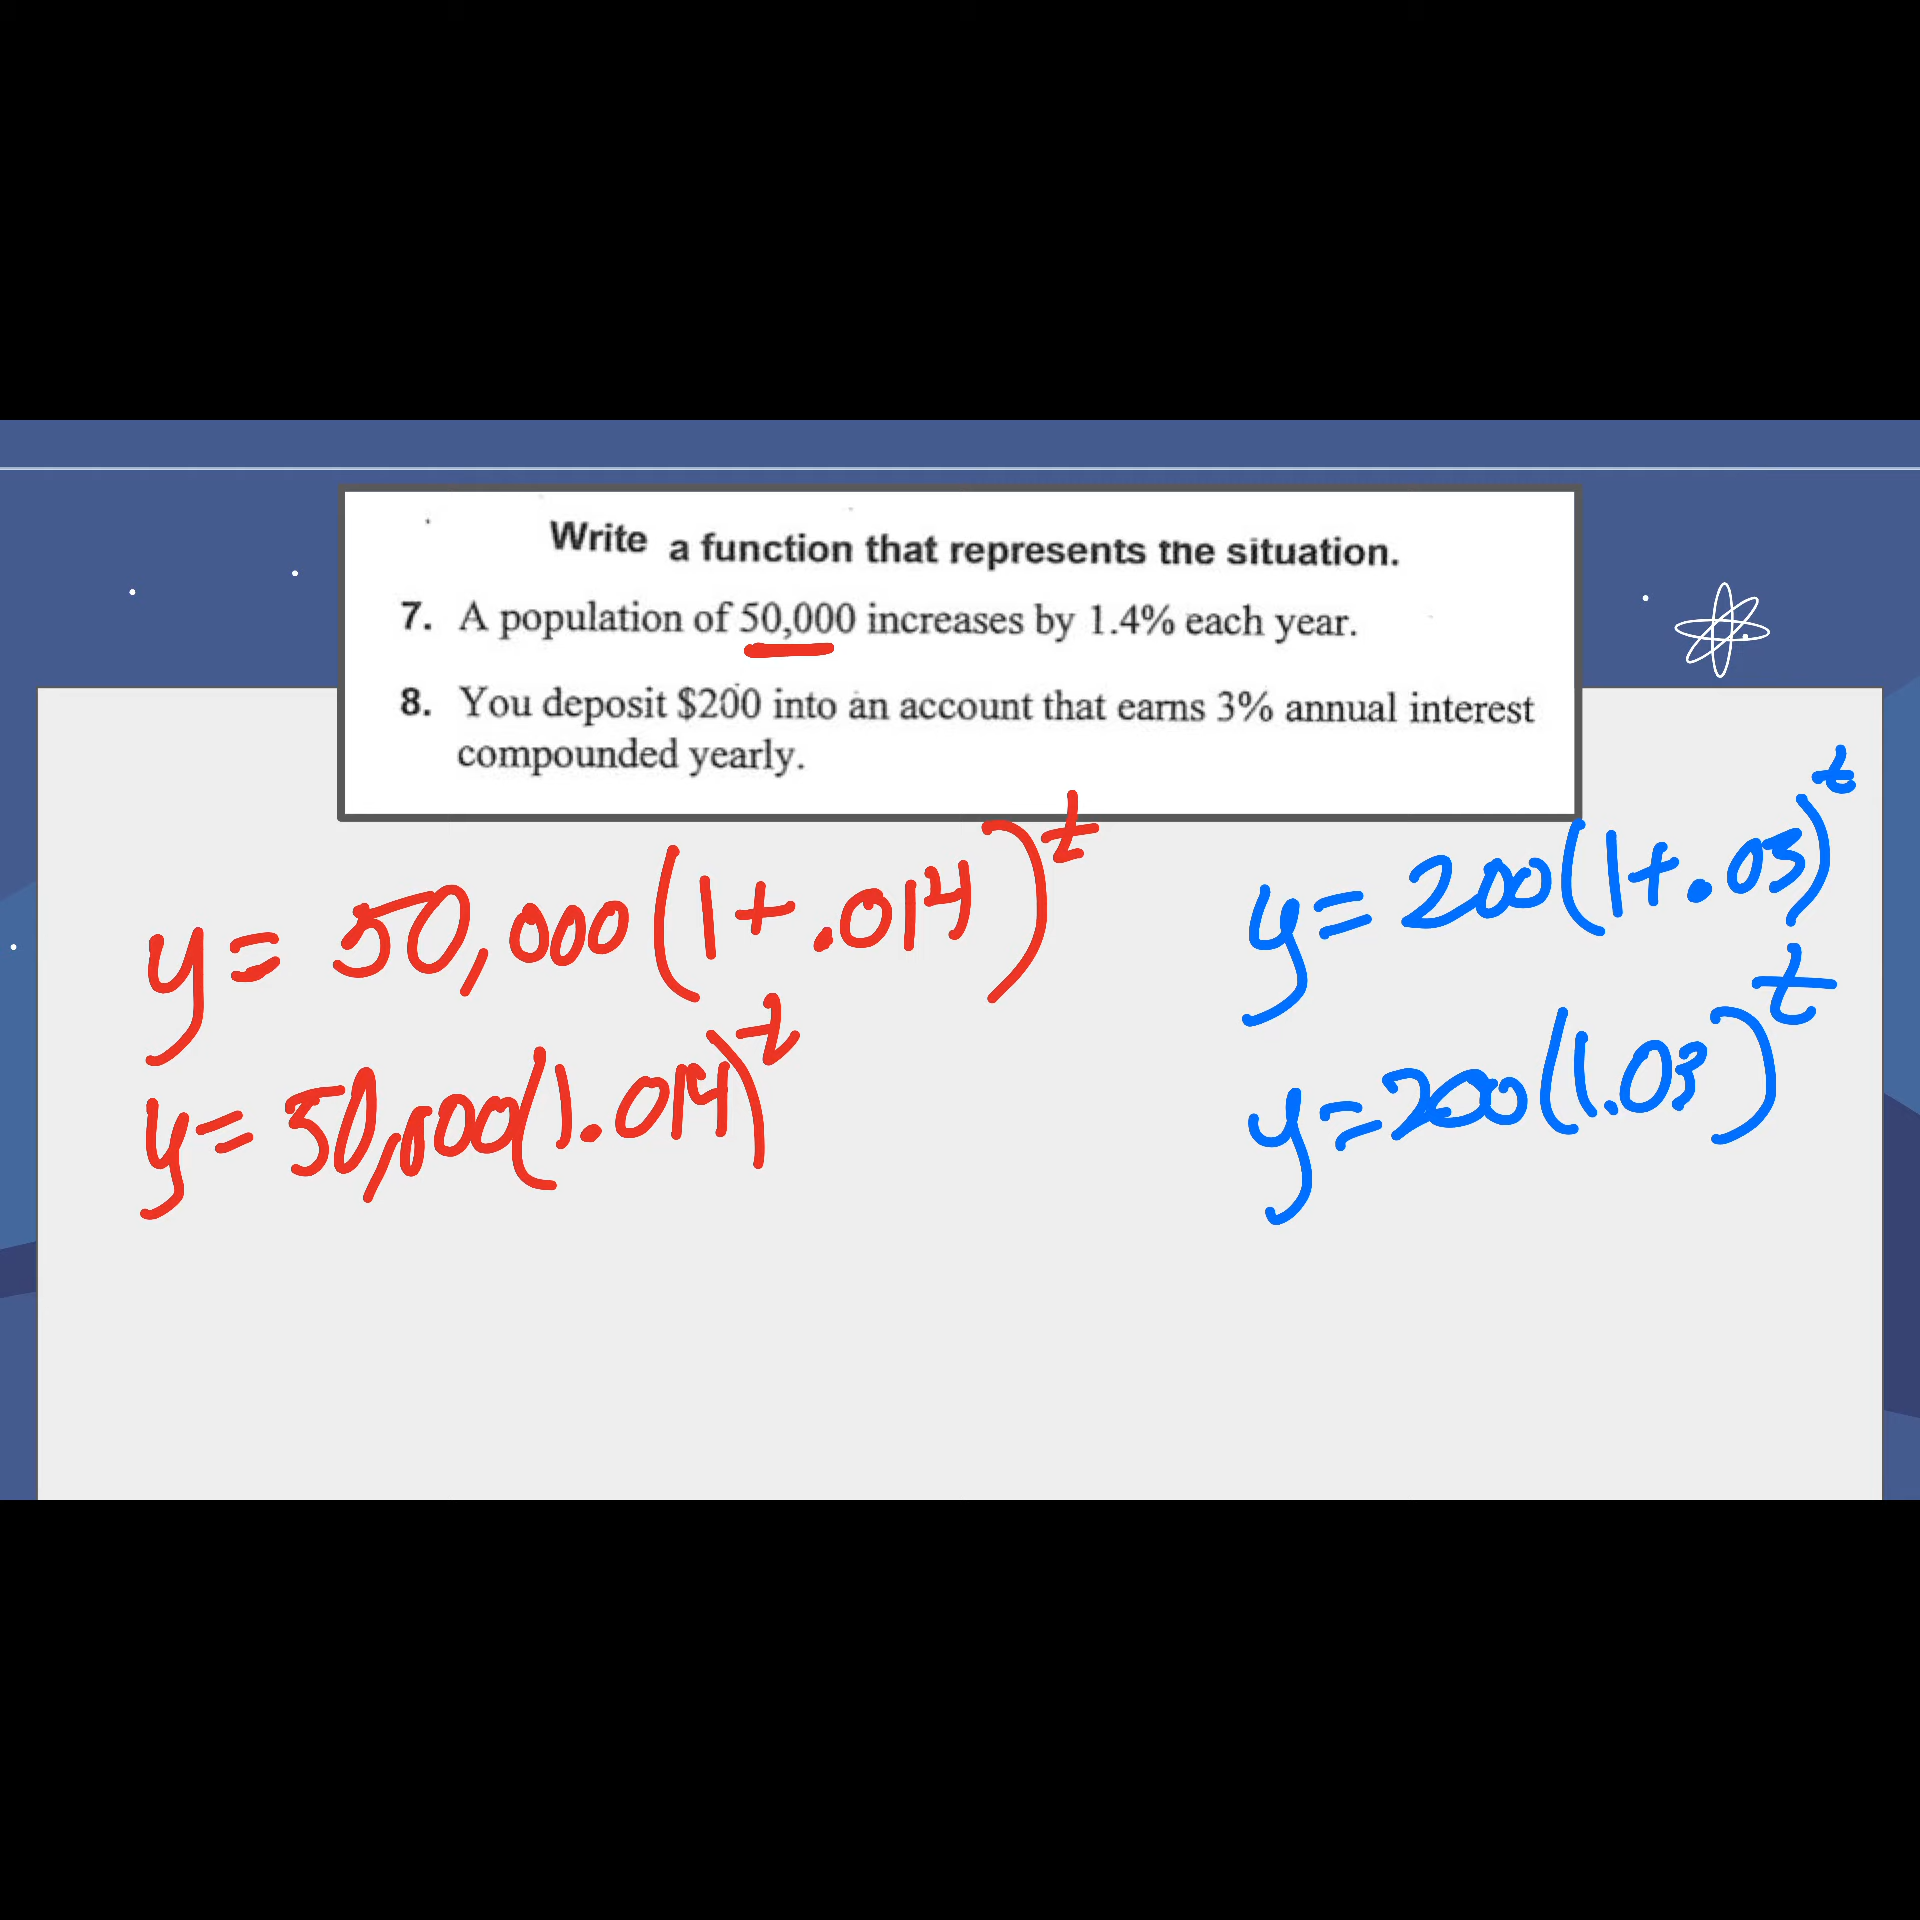 Write a function that represents the situation.
7. A population of 50,000 increases by 1.4% each year.
8. You deposit $200 into an account that earns 3% annual interest
compounded yearly.
y = 50,000(1+.014)^t
y = 50,000(1.014)^t
y = 200(1+.03)^t
y = 200(1.03)^t